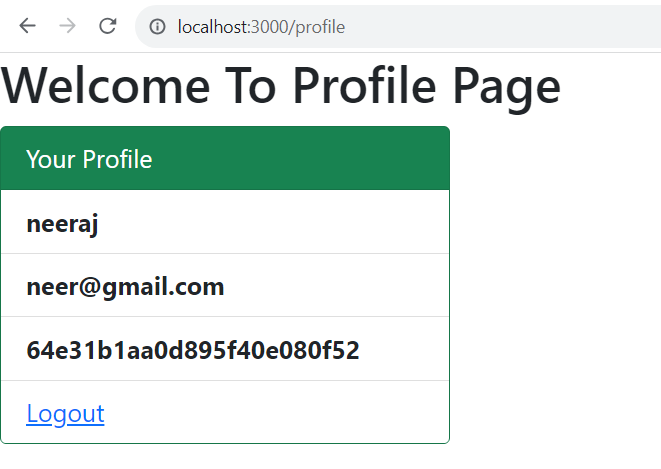 localhost:3000/profile
Welcome To Profile Page
Your Profile
neeraj
neer@gmail.com
64e31b1aa0d895f40e080f52
Logout